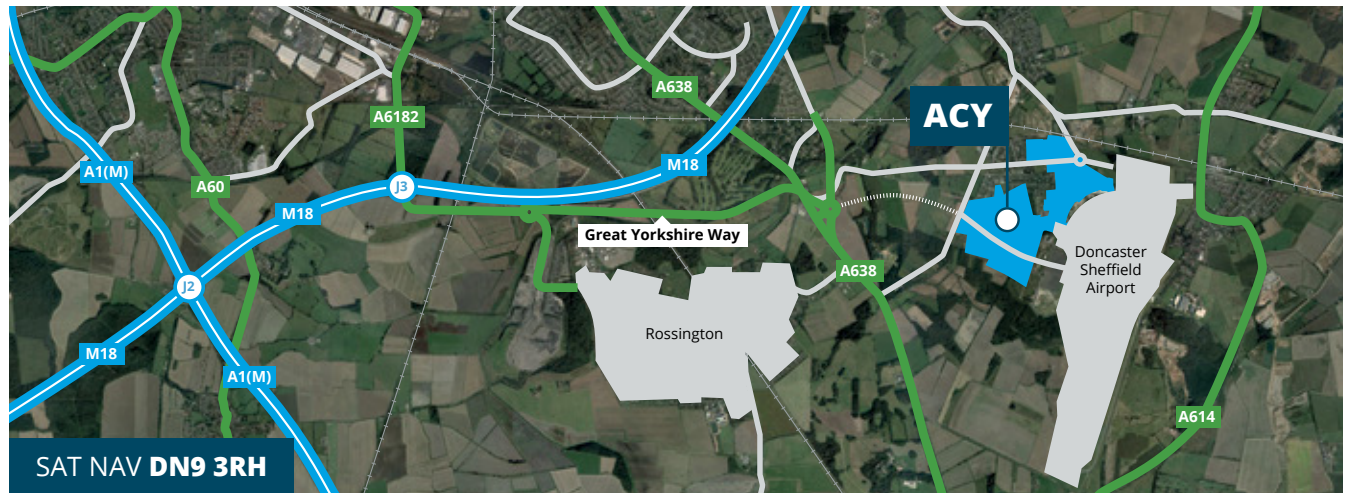 A638
ACY
A6182
A1(M)
A60
M18
J3
M18
Great Yorkshire Way
Doncaster
Sheffield
Airport
A638
J2
Rossington
M18
A1(M)
A614
SAT NAV DN9 3RH